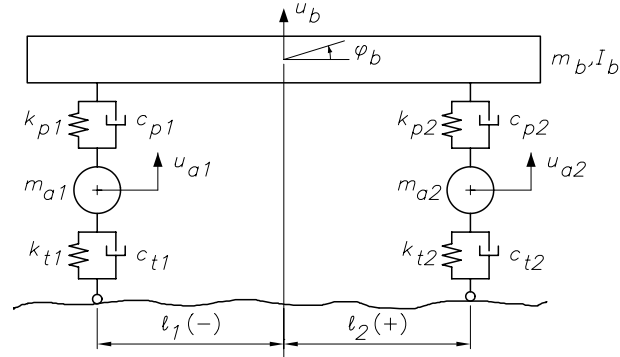 u_b
φ_b
m_b, I_b
k_p1
c_p1
k_p2
c_p2
u_a1
u_a2
m_a1
m_a2
k_t1
c_t1
k_t2
c_t2
ℓ_1 (-)
ℓ_2 (+)